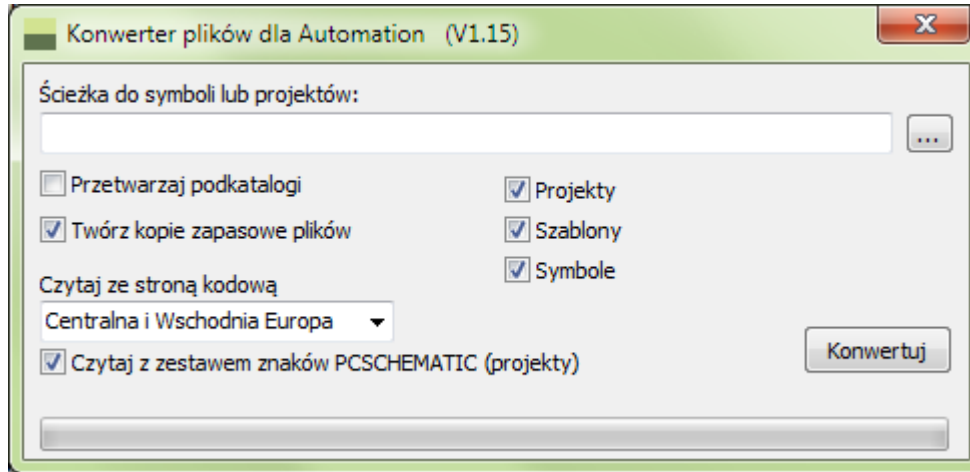 Konwerter plików dla Automation (V1.15)
Ścieżka do symboli lub projektów:
...
Przetwarzaj podkatalogi
Projekty
Twórz kopie zapasowe plików
Szablony
Symbole
Czytaj ze stroną kodową
Centralna i Wschodnia Europa
Czytaj z zestawem znaków PCSCHEMATIC (projekty)
Konwertuj